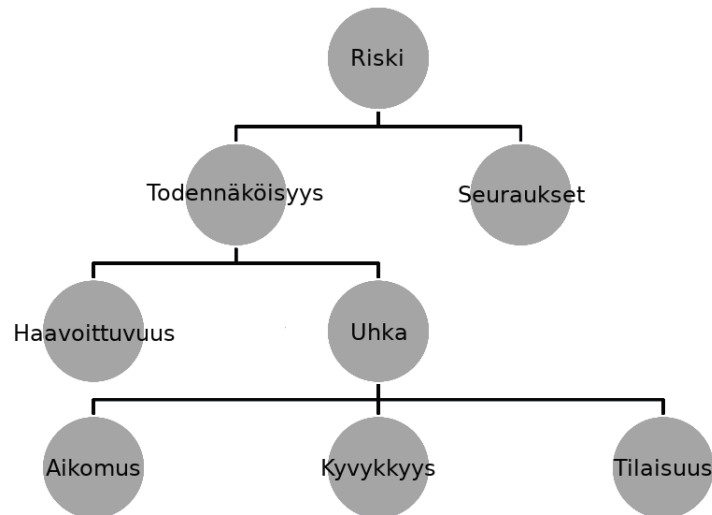 Riski
Todennäköisyys
Seuraukset
Haavoittuvuus
Uhka
Aikomus
Kyvykkyys
Tilaisuus